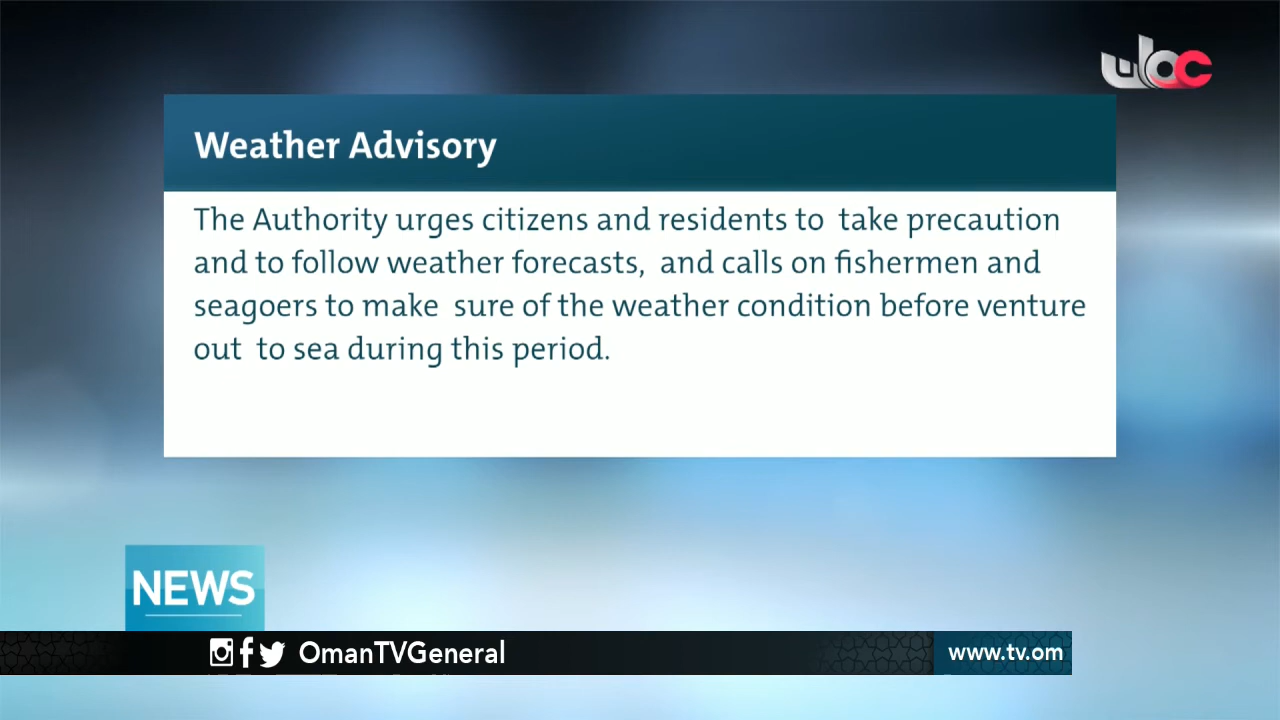 عمان
Weather Advisory
The Authority urges citizens and residents to take precaution
and to follow weather forecasts, and calls on fishermen and
seagoers to make sure of the weather condition before venture
out to sea during this period.
NEWS
OmanTVGeneral
www.tv.om